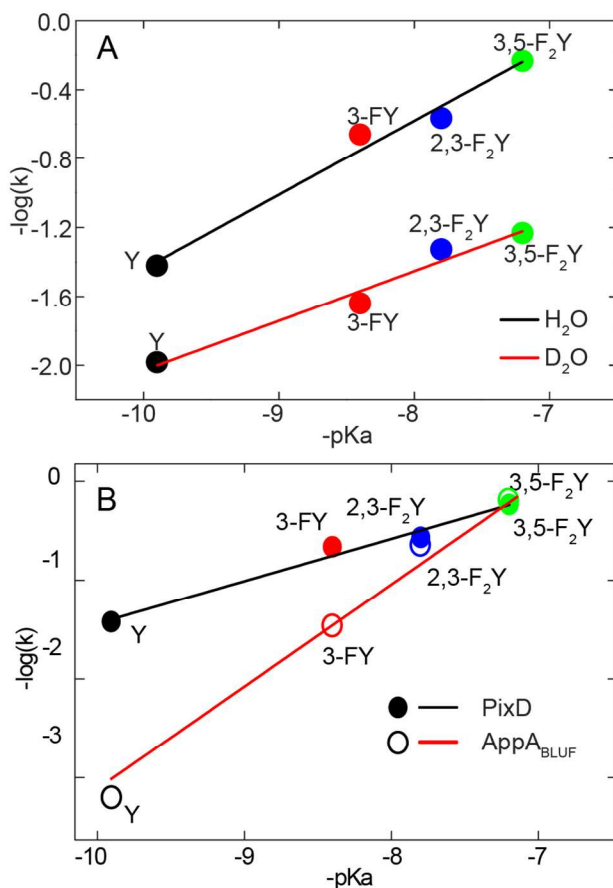 A
0.0
-0.4
-0.8
-1.2
-1.6
-2.0
-log(k)
3,5-F₂Y
3-FY
2,3-F₂Y
Y
2,3-F₂Y
3,5-F₂Y
Y
3-FY
H₂O
D₂O
-10
-9
-8
-7
-pKa
B
0
-1
-2
-3
-log(k)
3,5-F₂Y
2,3-F₂Y
3-FY
3,5-F₂Y
2,3-F₂Y
Y
3-FY
PixD
AppA_BLUF
Y
-10
-9
-8
-7
-pKa